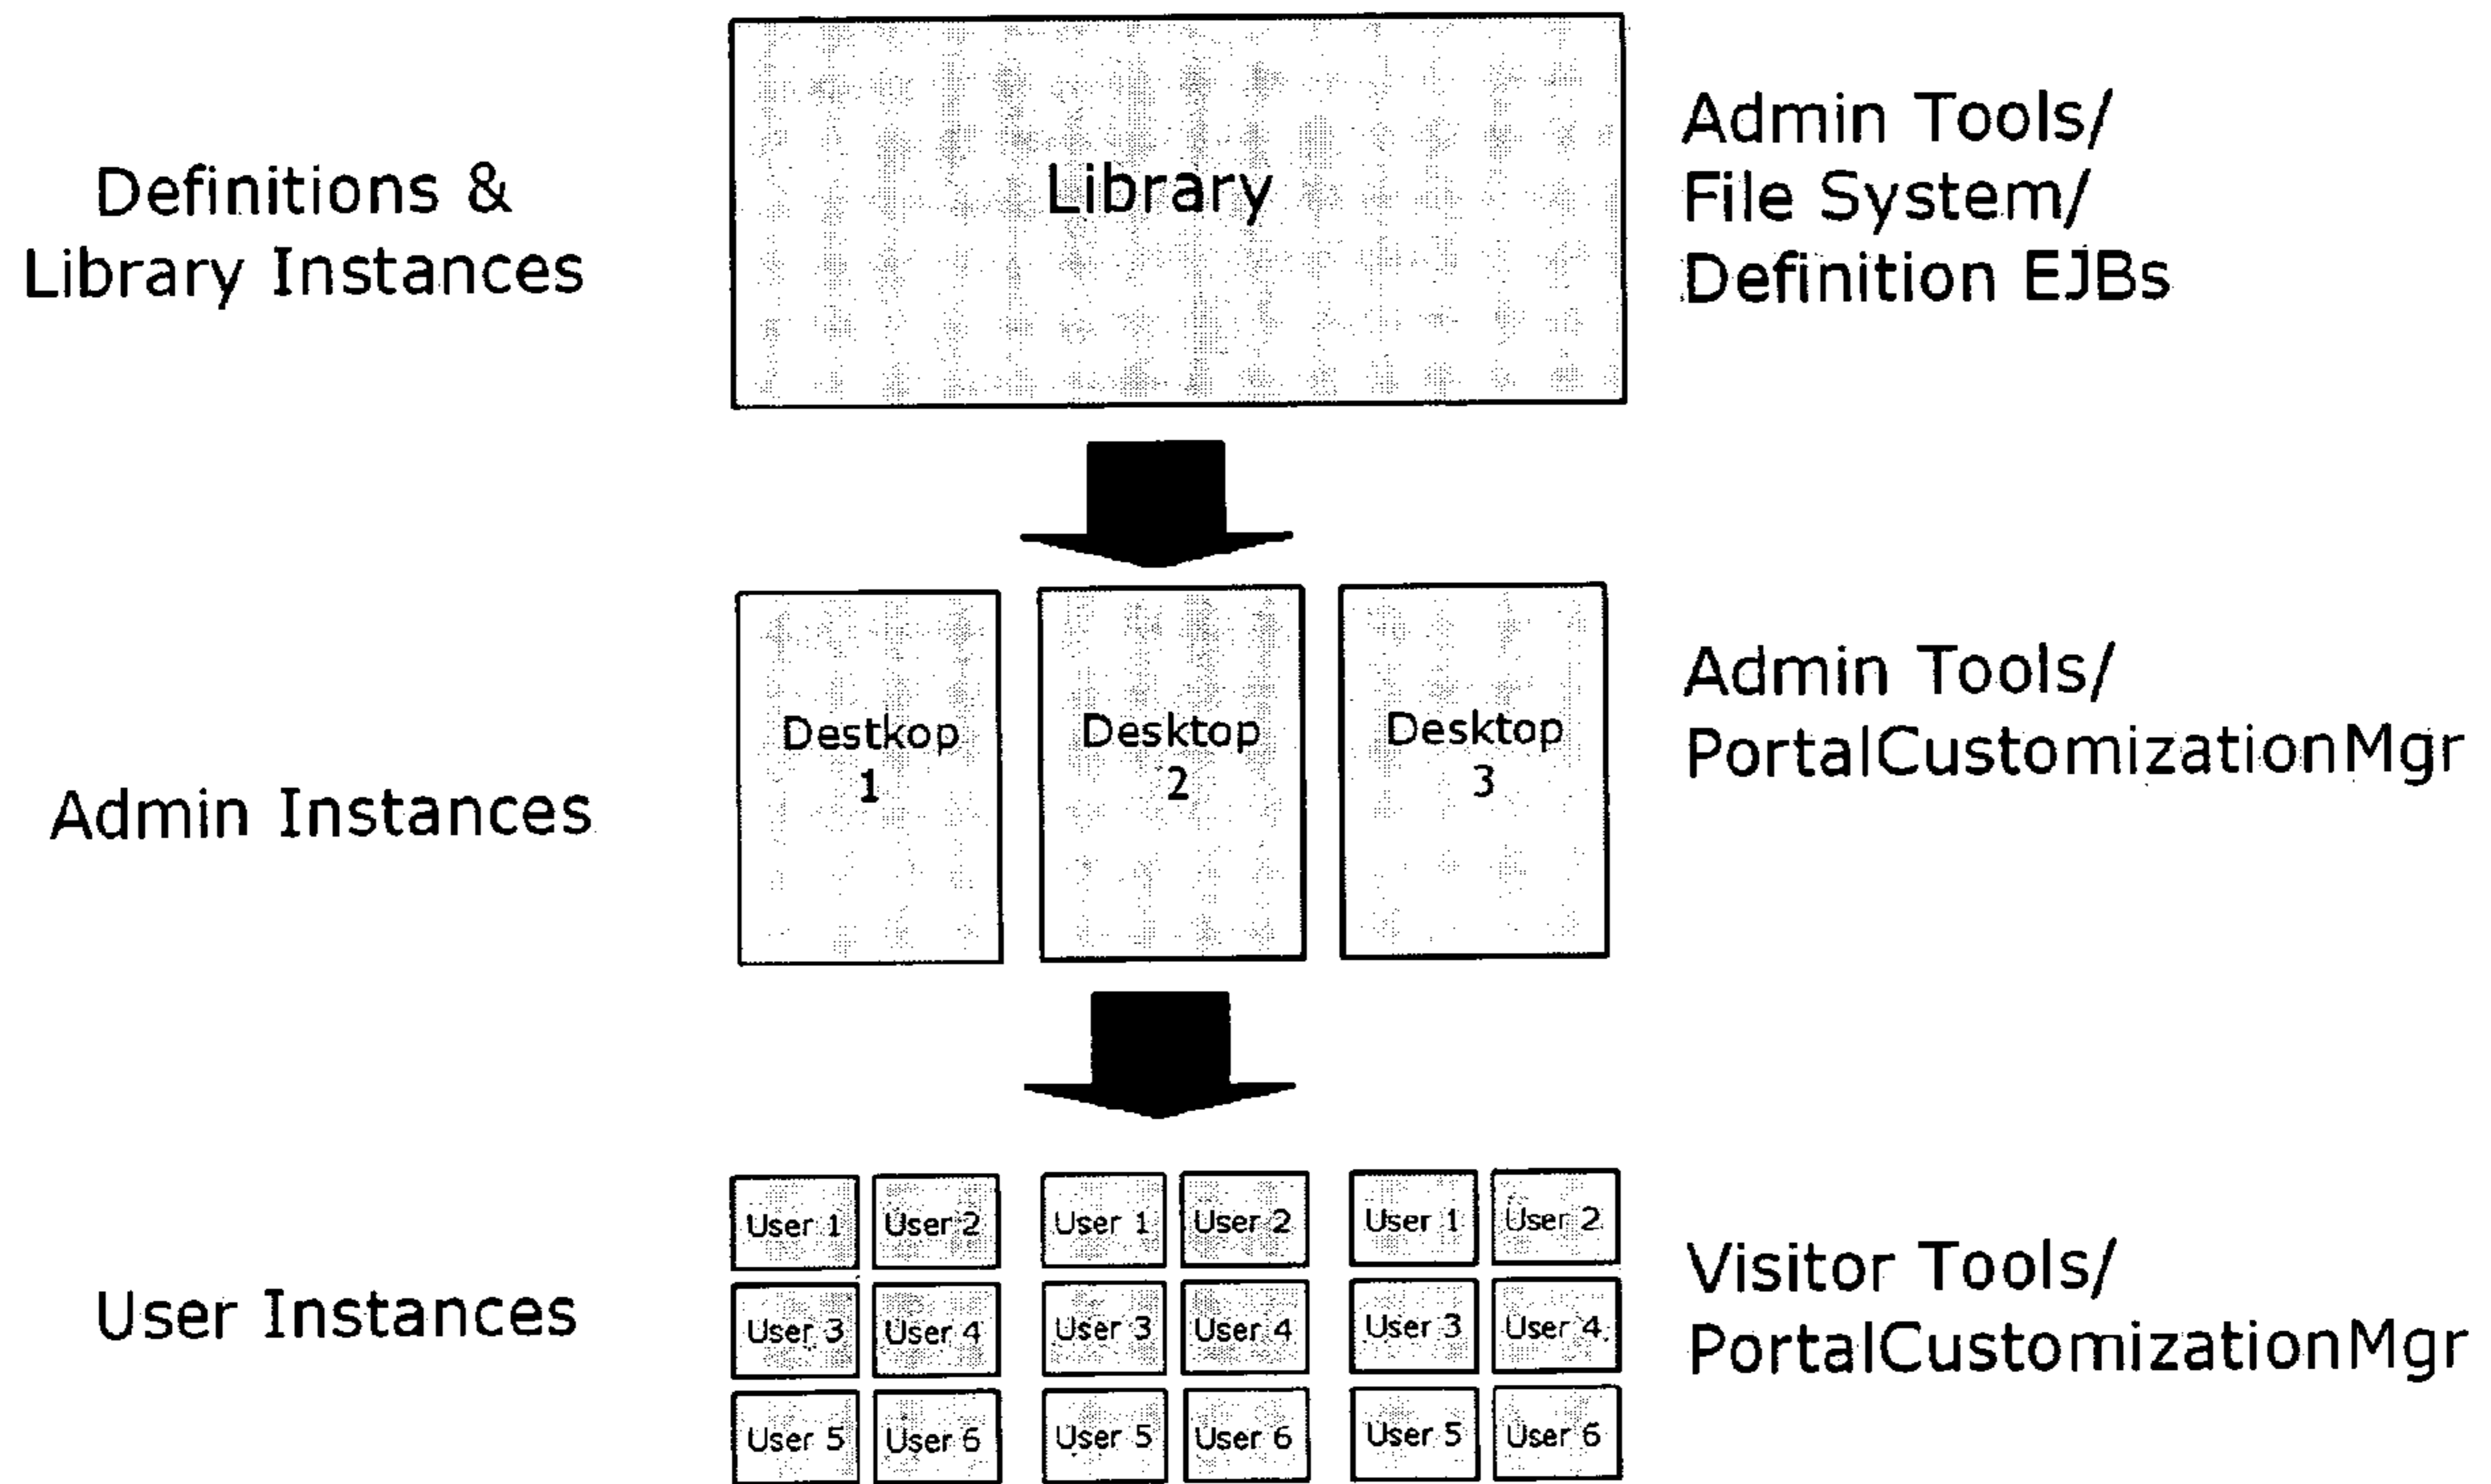 Definitions &
Library Instances
Library
Admin Tools/
File System/
Definition EJBs
Admin Instances
Destkop
1
Desktop
2
Desktop
3
Admin Tools/
PortalCustomizationMgr
User Instances
User 1 User 2 User 1 User 2 User 1 User 2
User 3 User 4 User 3 User 4 User 3 User 4
User 5 User 6 User 5 User 6 User 5 User 6
Visitor Tools/
PortalCustomizationMgr